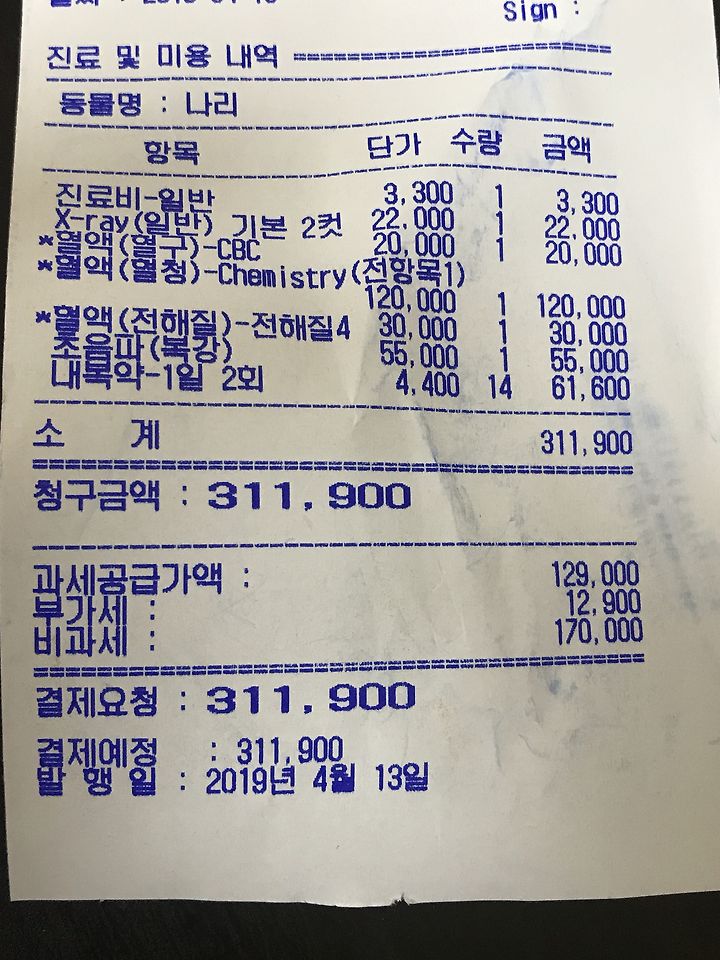 Sign :
진료 및 미용 내역 ==============================
동물명 : 나리
항목 단가 수량 금액
진료비-일반 3,300 1 3,300
X-ray(일반) 기본 2컷 22,000 1 22,000
*혈액(혈구)-CBC 20,000 1 20,000
*혈액(혈청)-Chemistry(전항목1)
120,000 1 120,000
*혈액(전해질)-전해질4 30,000 1 30,000
초음파(복강) 55,000 1 55,000
내복약-1일 2회 4,400 14 61,600
소 계 311,900
청구금액 : 311,900
과세공급가액 : 129,000
부가세 : 12,900
비과세 : 170,000
결제요청 : 311,900
결제예정 : 311,900
발 행 일 : 2019년 4월 13일